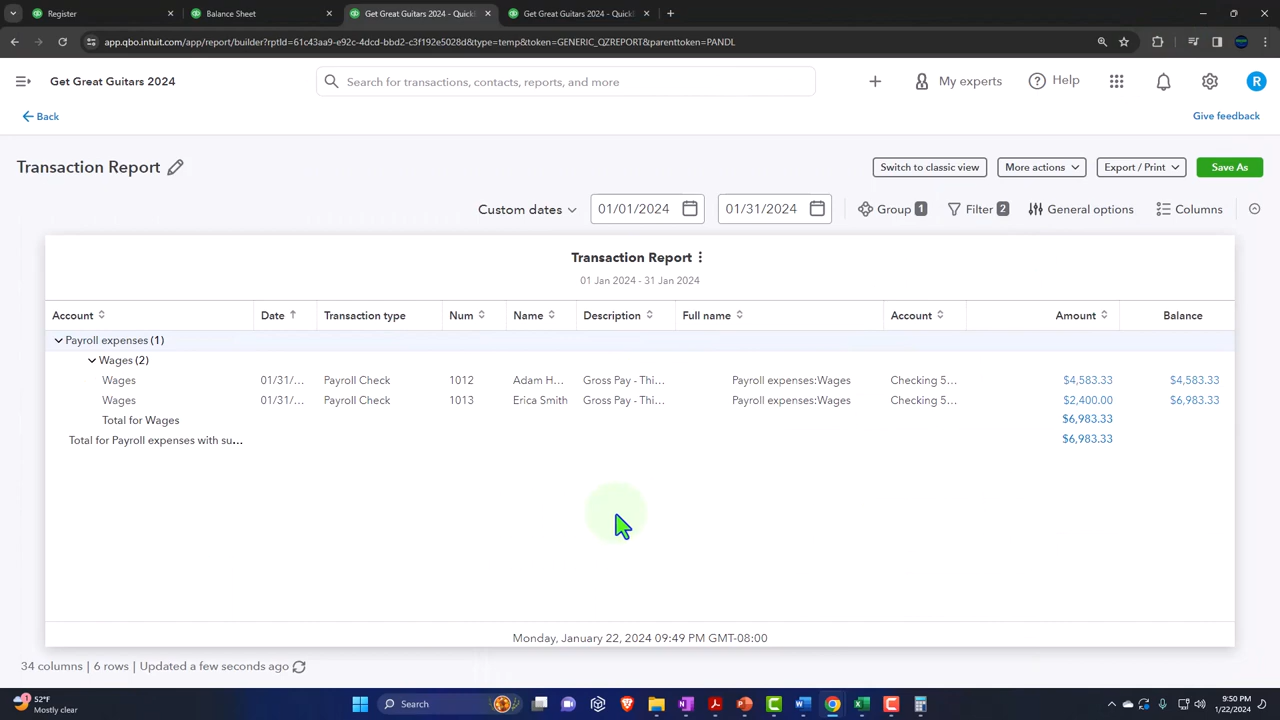 Register
Balance Sheet
Get Great Guitars 2024 - Quick
Get Great Guitars 2024 - Quick
app.qbo.intuit.com/app/report/builder?rptId=61c43aa9-e92c-4dcd-bbd2-c3f192e5028d&type=temp&token=GENERIC_QZREPORT&parenttoken=PANDL
Get Great Guitars 2024
Search for transactions, contacts, reports, and more
My experts
Help
R
Back
Give feedback
Transaction Report
Switch to classic view
More actions
Export / Print
Save As
Custom dates
01/01/2024
01/31/2024
Group 1
Filter 2
General options
Columns
Transaction Report
01 Jan 2024 - 31 Jan 2024
Account Date Transaction type Num Name Description Full name Account Amount Balance
Payroll expenses (1)
Wages (2)
Wages 01/31/... Payroll Check 1012 Adam H... Gross Pay - Thi... Payroll expenses:Wages Checking 5... $4,583.33 $4,583.33
Wages 01/31/... Payroll Check 1013 Erica Smith Gross Pay - Thi... Payroll expenses:Wages Checking 5... $2,400.00 $6,983.33
Total for Wages $6,983.33
Total for Payroll expenses with su... $6,983.33
Monday, January 22, 2024 09:49 PM GMT-08:00
34 columns | 6 rows | Updated a few seconds ago
1
52°F
Mostly clear
Search
9:50 PM
1/22/2024